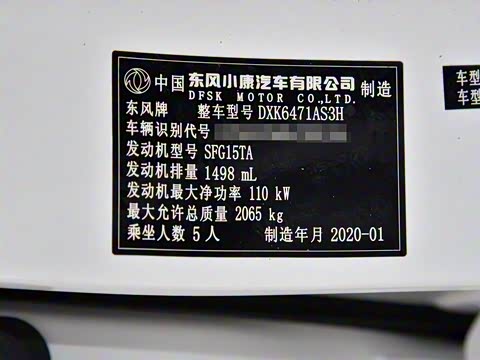 中国 东风小康汽车有限公司 制造
DFSK MOTOR CO.,LTD.
东风牌 整车型号 DXK6471AS3H
车辆识别代号
发动机型号 SFG15TA
发动机排量 1498 mL
发动机最大净功率 110 kW
最大允许总质量 2065 kg
乘坐人数 5 人 制造年月 2020-01
车型
车型